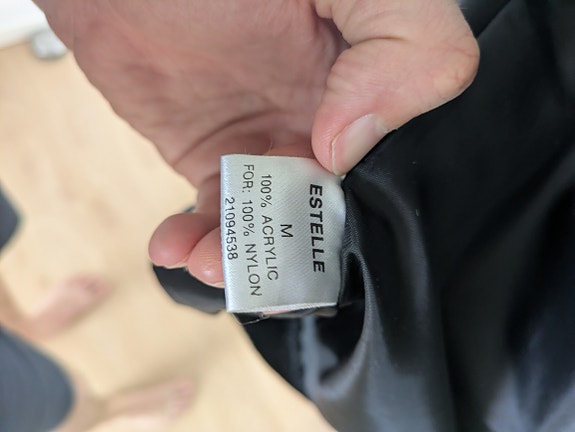 ESTELLE
M
100% ACRYLIC
FOR: 100% NYLON
21094538